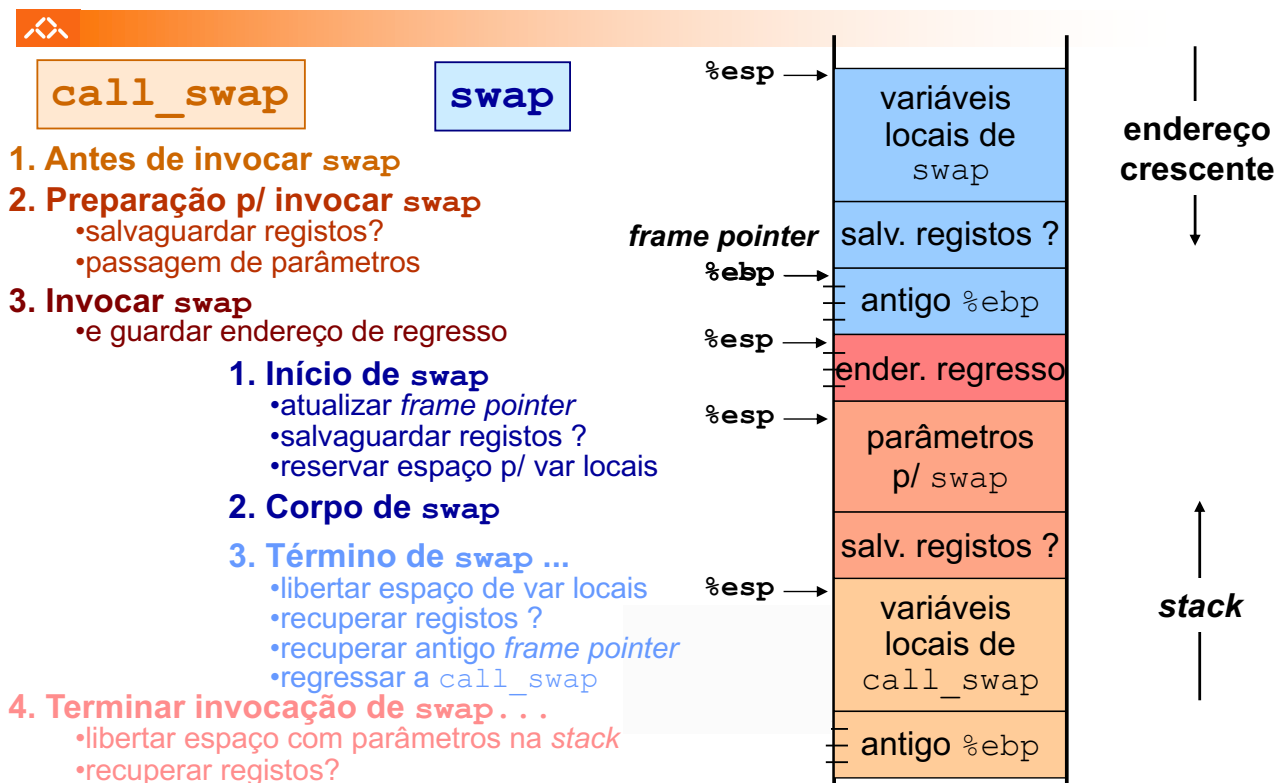 call_swap
swap
1. Antes de invocar swap
2. Preparação p/ invocar swap
•salvaguardar registos?
•passagem de parâmetros
3. Invocar swap
•e guardar endereço de regresso
1. Início de swap
•atualizar frame pointer
•salvaguardar registos ?
•reservar espaço p/ var locais
2. Corpo de swap
3. Término de swap ...
•libertar espaço de var locais
•recuperar registos ?
•recuperar antigo frame pointer
•regressar a call_swap
4. Terminar invocação de swap...
•libertar espaço com parâmetros na stack
•recuperar registos?
%esp
variáveis
locais de
swap
frame pointer
salv. registos ?
%ebp
antigo %ebp
%esp
ender. regresso
%esp
parâmetros
p/ swap
salv. registos ?
%esp
variáveis
locais de
call_swap
antigo %ebp
endereço
crescente
stack